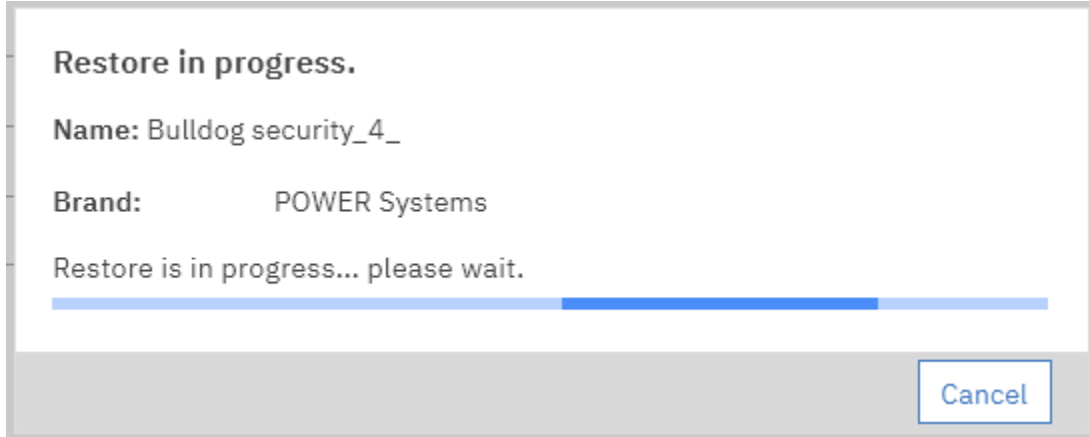 Restore in progress.
Name: Bulldog security_4_
Brand: POWER Systems
Restore is in progress... please wait.
Cancel